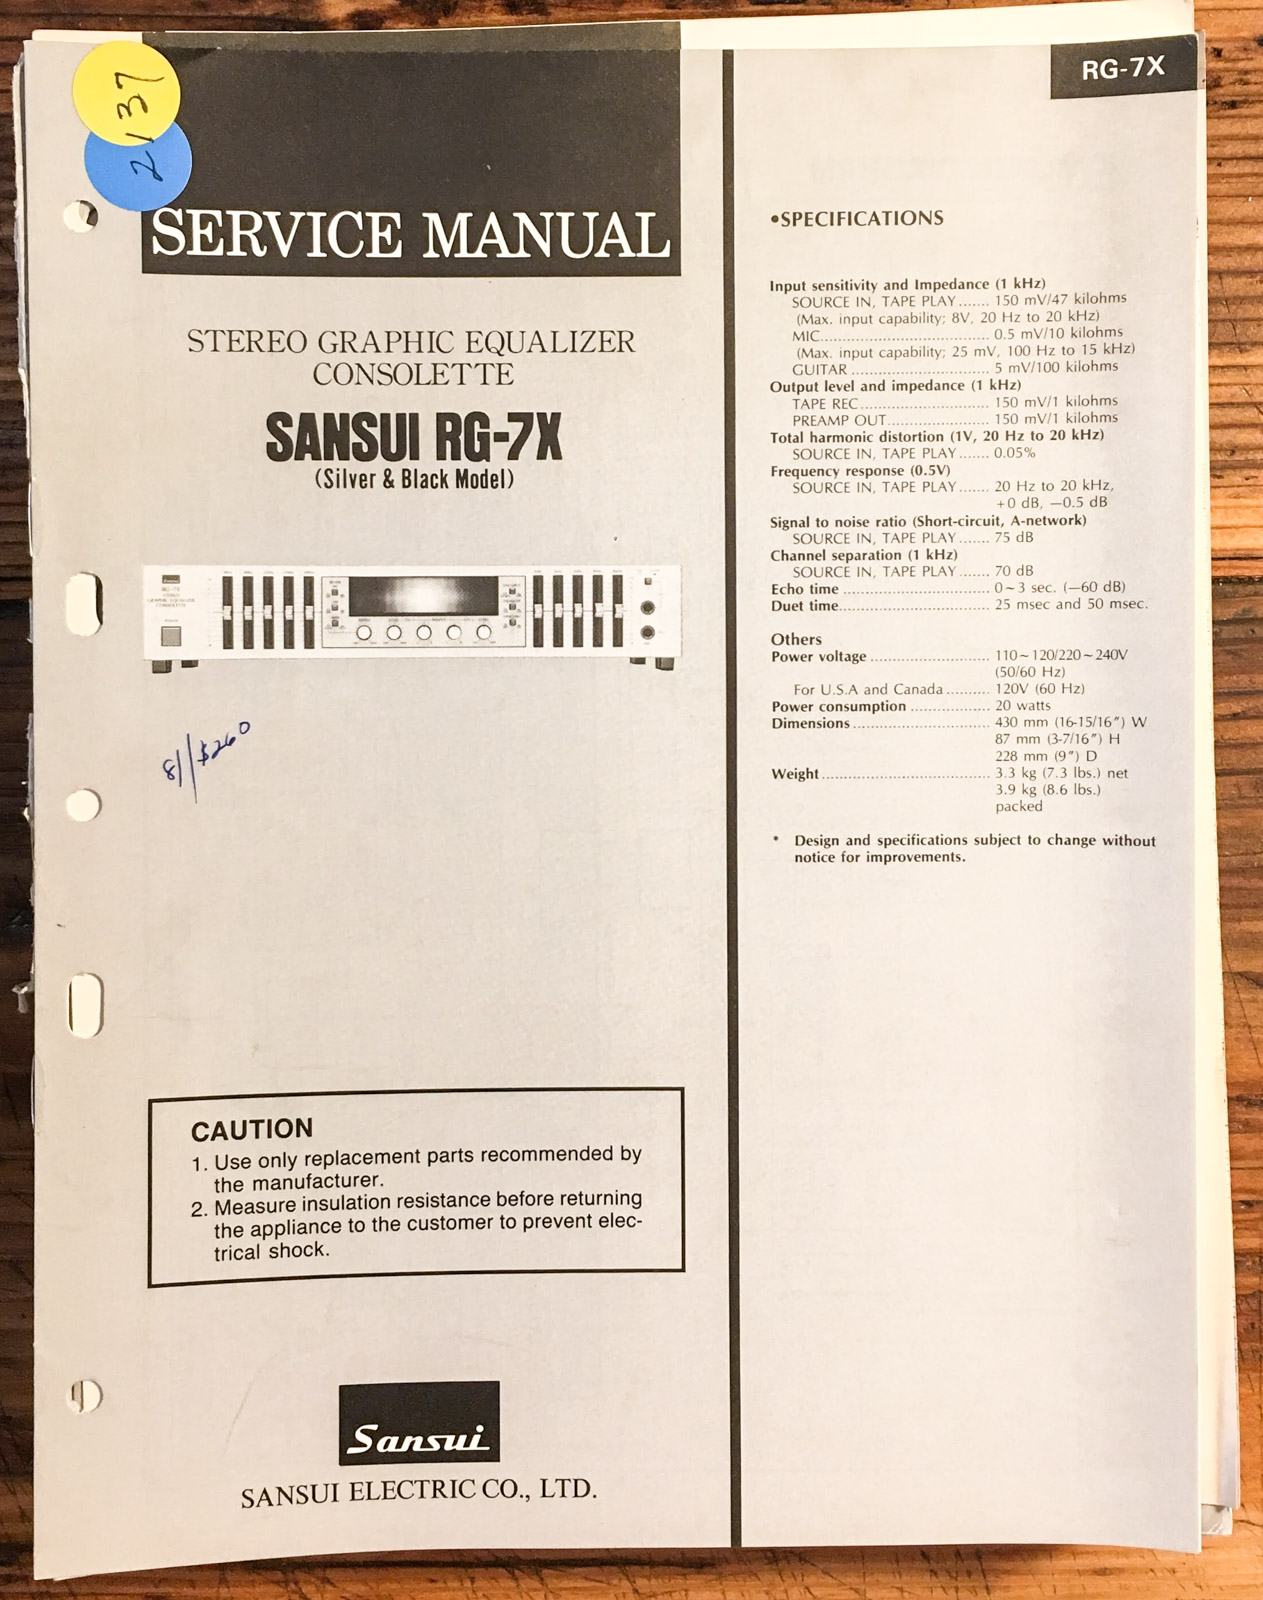 137
2
RG-7X
SERVICE MANUAL
STEREO GRAPHIC EQUALIZER
CONSOLETTE
SANSUI RG-7X
(Silver & Black Model)
Sansui
RG-7X
STEREO
GRAPHIC EQUALIZER
CONSOLETTE
81/$260
CAUTION
1. Use only replacement parts recommended by
the manufacturer.
2. Measure insulation resistance before returning
the appliance to the customer to prevent elec-
trical shock.
Sansui
SANSUI ELECTRIC CO., LTD.
•SPECIFICATIONS
Input sensitivity and Impedance (1 kHz)
SOURCE IN, TAPE PLAY ....... 150 mV/47 kilohms
(Max. input capability; 8V, 20 Hz to 20 kHz)
MIC.................................. 0.5 mV/10 kilohms
(Max. input capability; 25 mV, 100 Hz to 15 kHz)
GUITAR ............................ 5 mV/100 kilohms
Output level and impedance (1 kHz)
TAPE REC.......................... 150 mV/1 kilohms
PREAMP OUT..................... 150 mV/1 kilohms
Total harmonic distortion (1V, 20 Hz to 20 kHz)
SOURCE IN, TAPE PLAY ....... 0.05%
Frequency response (0.5V)
SOURCE IN, TAPE PLAY ....... 20 Hz to 20 kHz,
+0 dB, —0.5 dB
Signal to noise ratio (Short-circuit, A-network)
SOURCE IN, TAPE PLAY ....... 75 dB
Channel separation (1 kHz)
SOURCE IN, TAPE PLAY ....... 70 dB
Echo time .............................. 0~3 sec. (—60 dB)
Duet time............................... 25 msec and 50 msec.
Others
Power voltage ........................ 110~120/220~240V
(50/60 Hz)
For U.S.A and Canada .......... 120V (60 Hz)
Power consumption ................ 20 watts
Dimensions ............................ 430 mm (16-15/16") W
87 mm (3-7/16") H
228 mm (9") D
Weight .................................. 3.3 kg (7.3 lbs.) net
3.9 kg (8.6 lbs.)
packed
* Design and specifications subject to change without
notice for improvements.